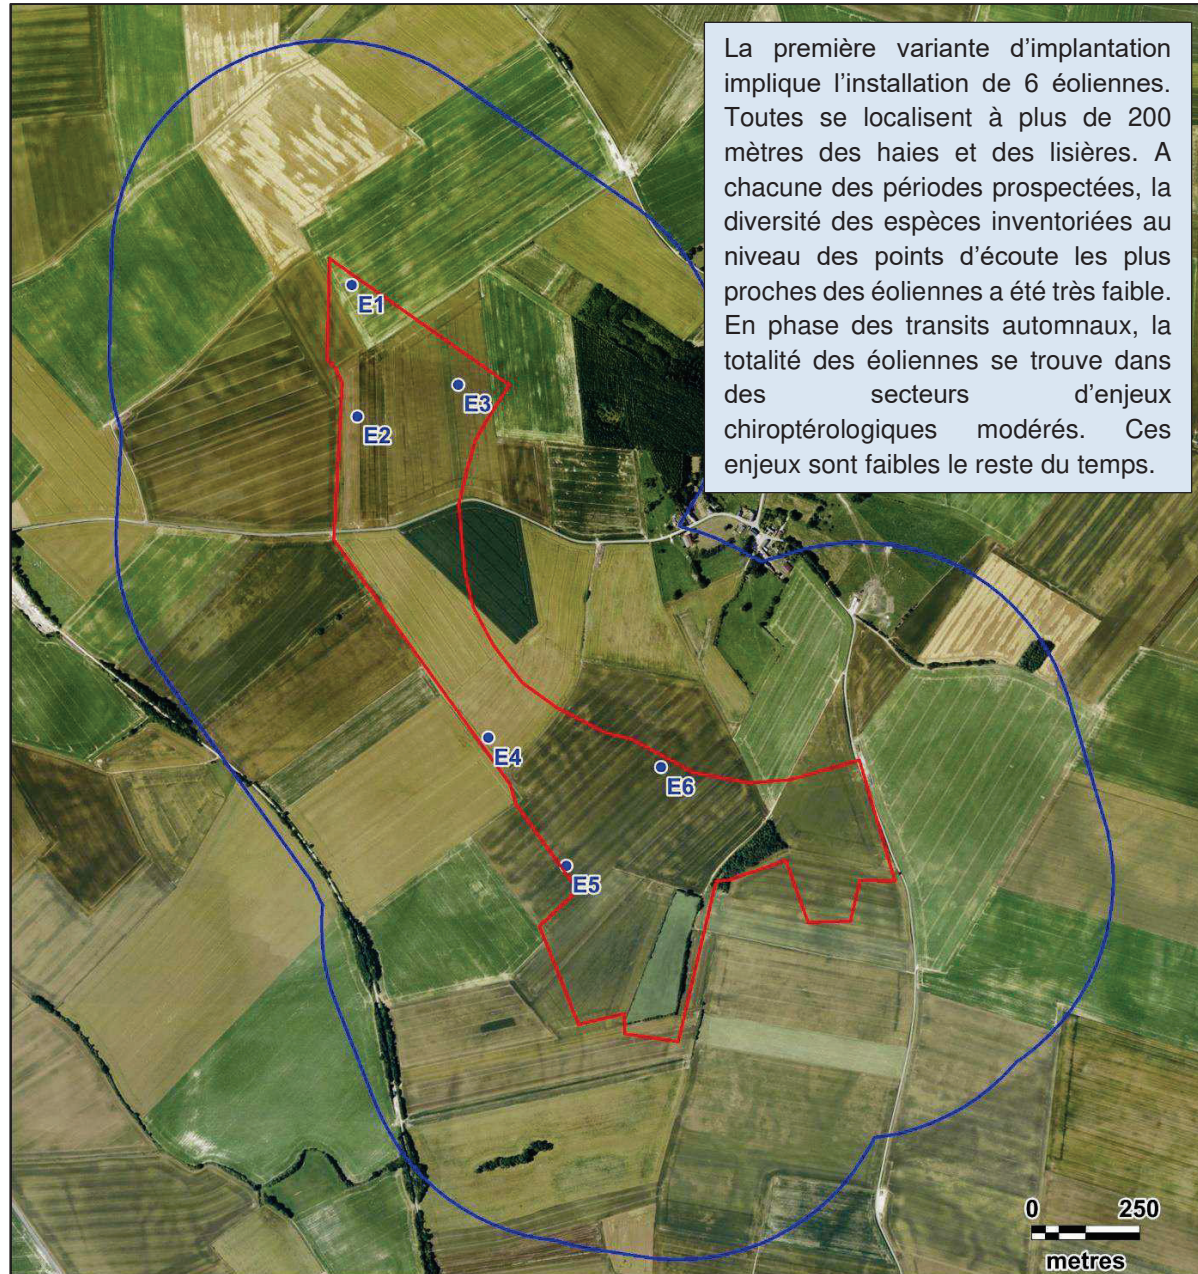 La première variante d'implantation
implique l'installation de 6 éoliennes.
Toutes se localisent à plus de 200
mètres des haies et des lisières. A
chacune des périodes prospectées, la
diversité des espèces inventoriées au
niveau des points d'écoute les plus
proches des éoliennes a été très faible.
En phase des transits automnaux, la
totalité des éoliennes se trouve dans
des secteurs d'enjeux
chiroptérologiques modérés. Ces
enjeux sont faibles le reste du temps.
E1
E3
E2
E4
E6
E5
0 250
metres